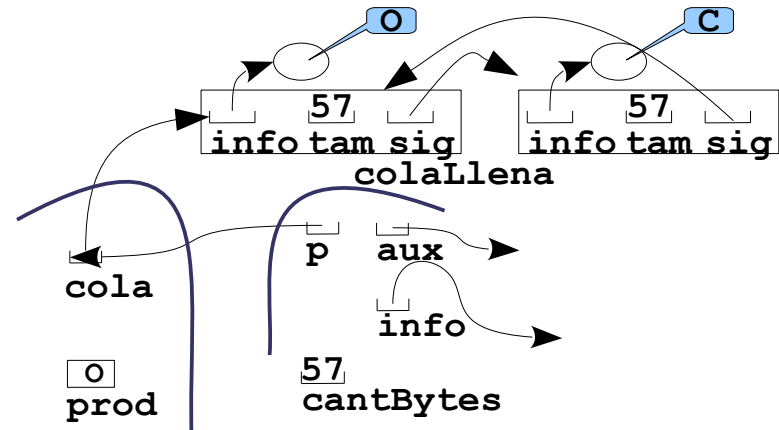 O C
57 57
info tam sig info tam sig
colaLlena
p aux
cola
info
O 57
prod cantBytes